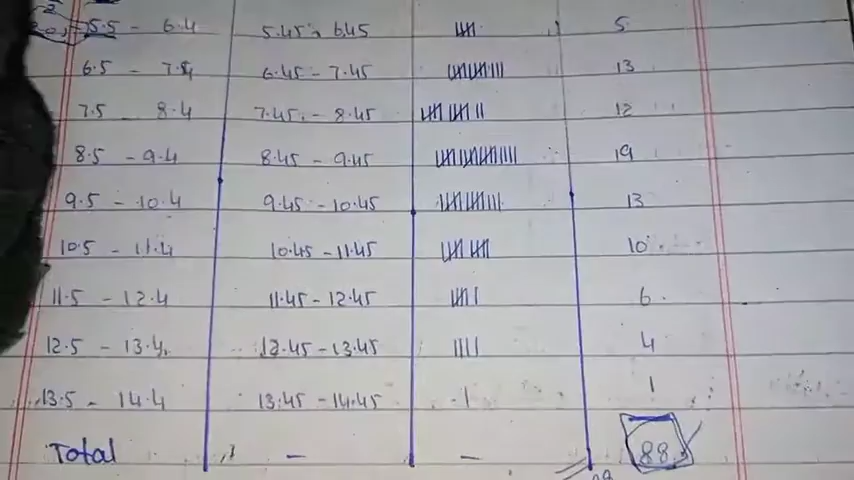 5.5 - 6.4 5.45 - 6.45 5
6.5 - 7.4 6.45 - 7.45 13
7.5 - 8.4 7.45 - 8.45 12
8.5 - 9.4 8.45 - 9.45 19
9.5 - 10.4 9.45 - 10.45 13
10.5 - 11.4 10.45 - 11.45 10
11.5 - 12.4 11.45 - 12.45 6
12.5 - 13.4 12.45 - 13.45 4
13.5 - 14.4 13.45 - 14.45 1
Total - - 88